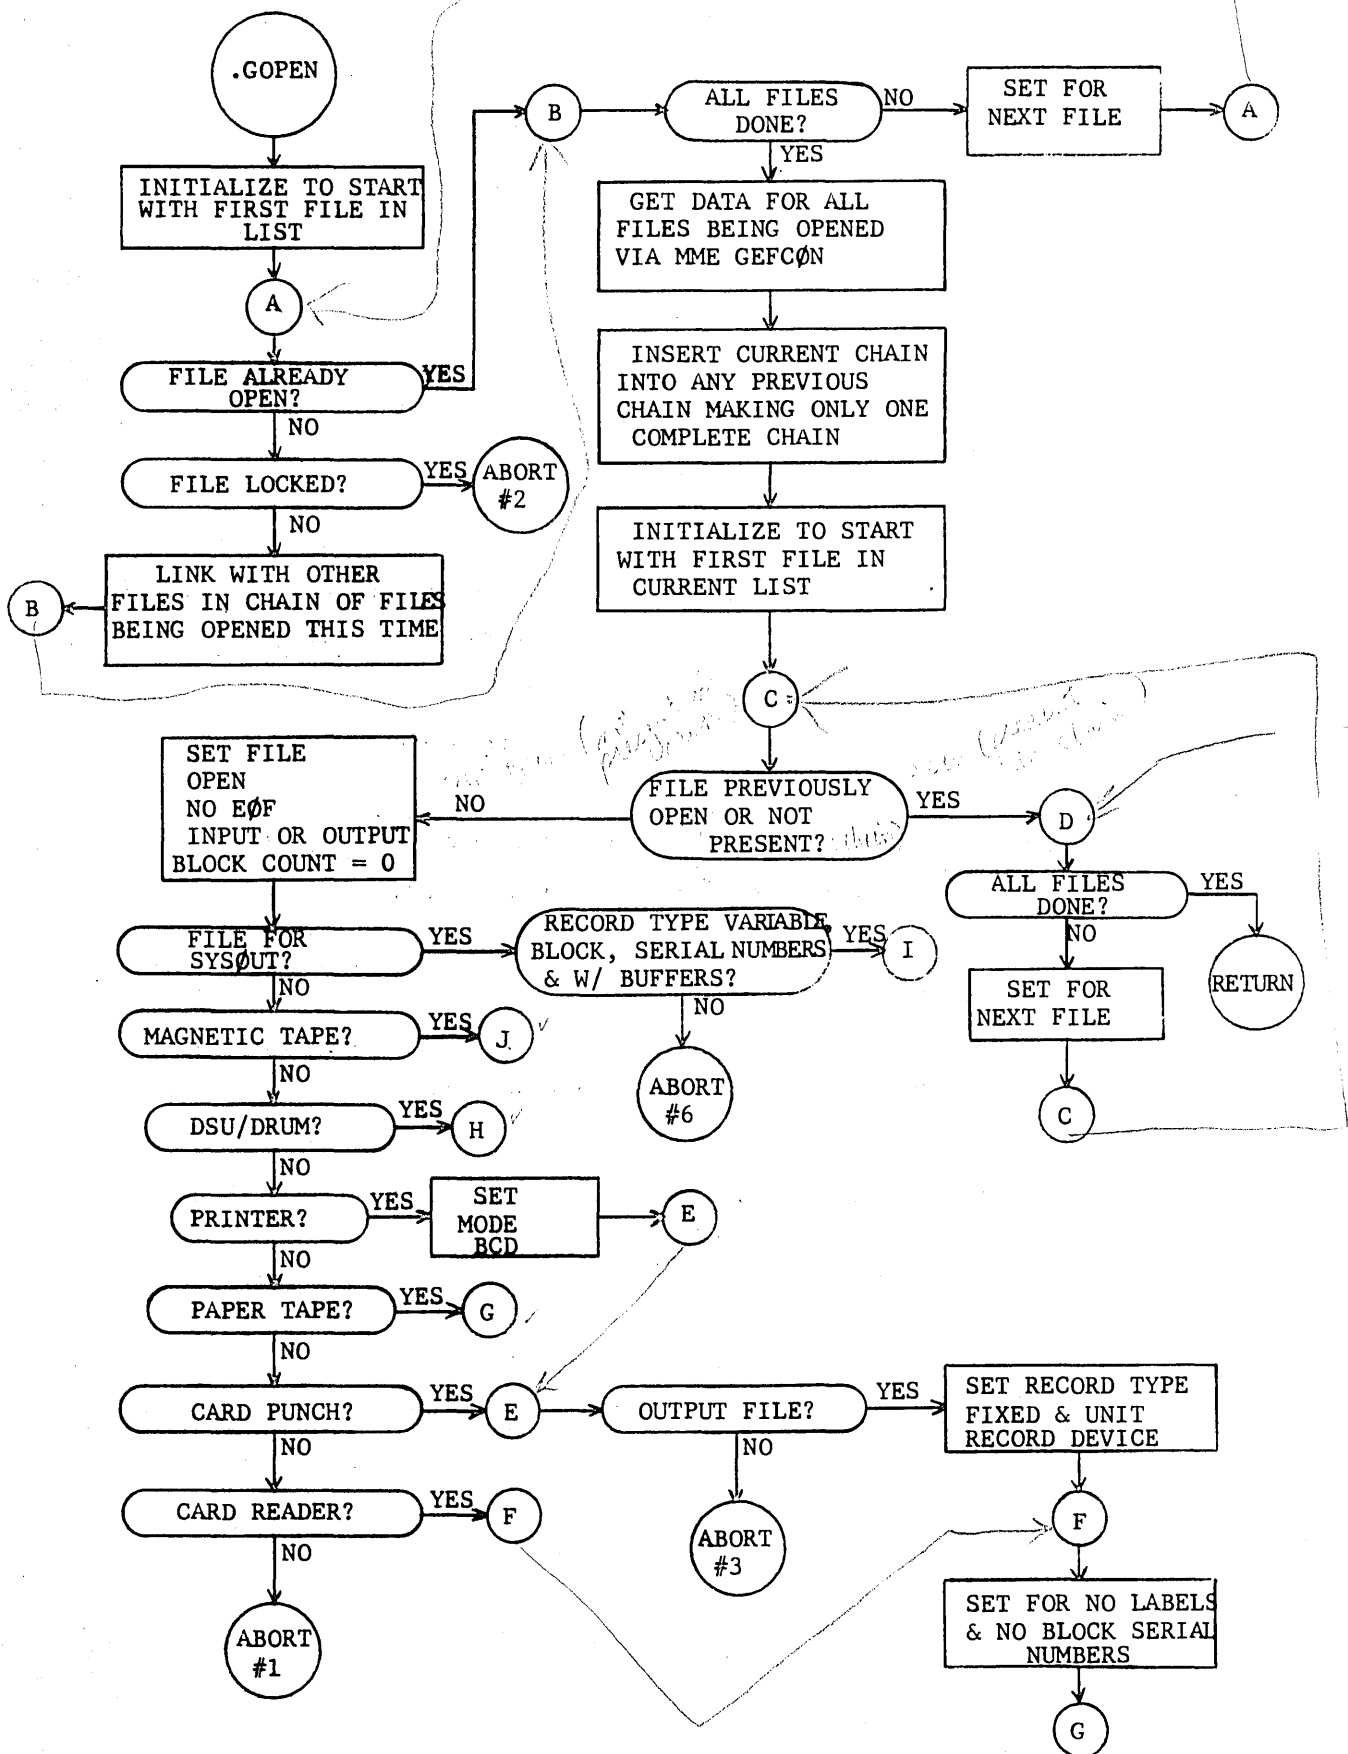 .GOPEN
INITIALIZE TO START
WITH FIRST FILE IN
LIST
A
FILE ALREADY
OPEN?
YES
NO
FILE LOCKED?
YES
ABORT
#2
NO
LINK WITH OTHER
FILES IN CHAIN OF FILES
BEING OPENED THIS TIME
B
B
ALL FILES
DONE?
NO
SET FOR
NEXT FILE
A
YES
GET DATA FOR ALL
FILES BEING OPENED
VIA MME GEFCØN
INSERT CURRENT CHAIN
INTO ANY PREVIOUS
CHAIN MAKING ONLY ONE
COMPLETE CHAIN
INITIALIZE TO START
WITH FIRST FILE IN
CURRENT LIST
C
FILE PREVIOUSLY
OPEN OR NOT
PRESENT?
YES
D
ALL FILES
DONE?
YES
RETURN
NO
SET FOR
NEXT FILE
C
NO
SET FILE
OPEN
NO EØF
INPUT OR OUTPUT
BLOCK COUNT = 0
FILE FOR
SYSØUT?
YES
RECORD TYPE VARIABLE,
BLOCK, SERIAL NUMBERS
& W/ BUFFERS?
YES
I
NO
ABORT
#6
NO
MAGNETIC TAPE?
YES
J
NO
DSU/DRUM?
YES
H
NO
PRINTER?
YES
SET
MODE
BCD
E
NO
PAPER TAPE?
YES
G
NO
CARD PUNCH?
YES
E
OUTPUT FILE?
YES
SET RECORD TYPE
FIXED & UNIT
RECORD DEVICE
NO
ABORT
#3
F
SET FOR NO LABELS
& NO BLOCK SERIAL
NUMBERS
G
NO
CARD READER?
YES
F
NO
ABORT
#1